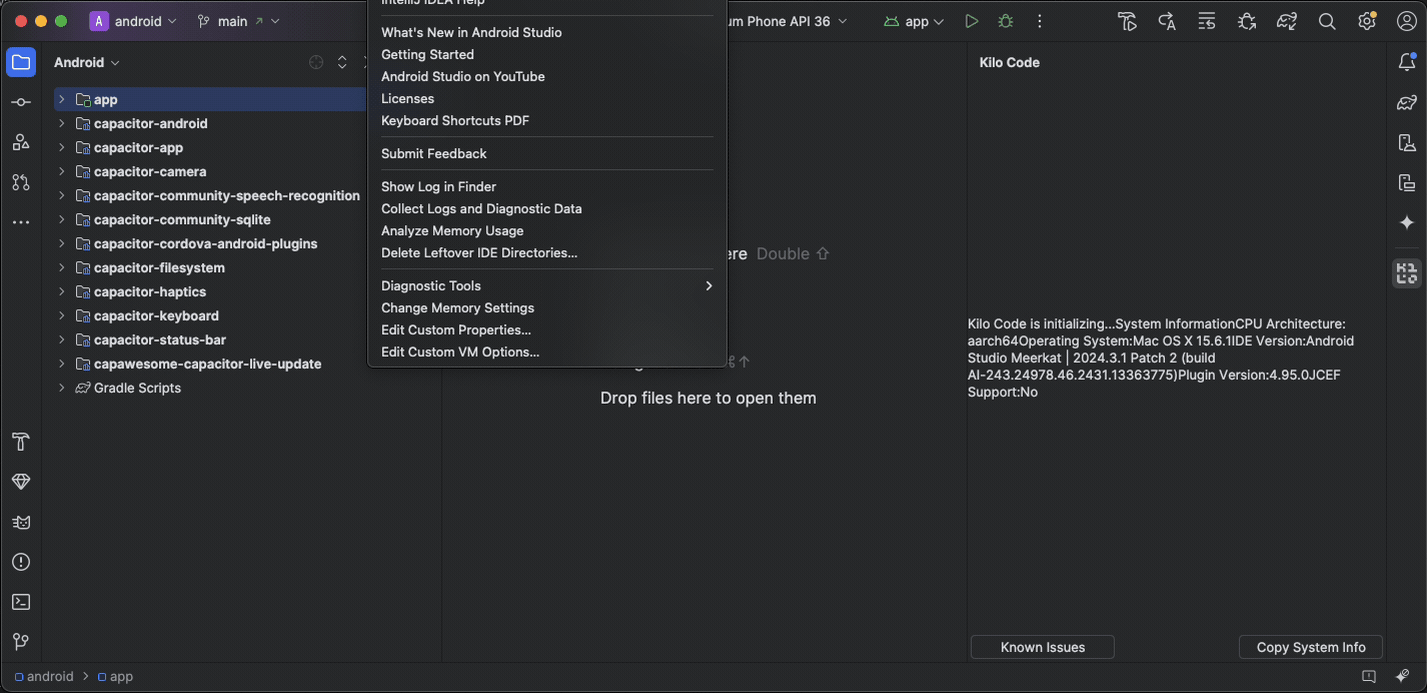 A android main
um Phone API 36 app
Android
app
capacitor-android
capacitor-app
capacitor-camera
capacitor-community-speech-recognition
capacitor-community-sqlite
capacitor-cordova-android-plugins
capacitor-filesystem
capacitor-haptics
capacitor-keyboard
capacitor-status-bar
capawesome-capacitor-live-update
Gradle Scripts
IntelliJ IDEA Help
What's New in Android Studio
Getting Started
Android Studio on YouTube
Licenses
Keyboard Shortcuts PDF
Submit Feedback
Show Log in Finder
Collect Logs and Diagnostic Data
Analyze Memory Usage
Delete Leftover IDE Directories...
Diagnostic Tools
Change Memory Settings
Edit Custom Properties...
Edit Custom VM Options...
ere Double ⇧
⌘↑
Drop files here to open them
Kilo Code
Kilo Code is initializing...System InformationCPU Architecture:
aarch64Operating System:Mac OS X 15.6.1IDE Version:Android
Studio Meerkat | 2024.3.1 Patch 2 (build
AI-243.24978.46.2431.13363775)Plugin Version:4.95.0JCEF
Support:No
Known Issues
Copy System Info
android > app